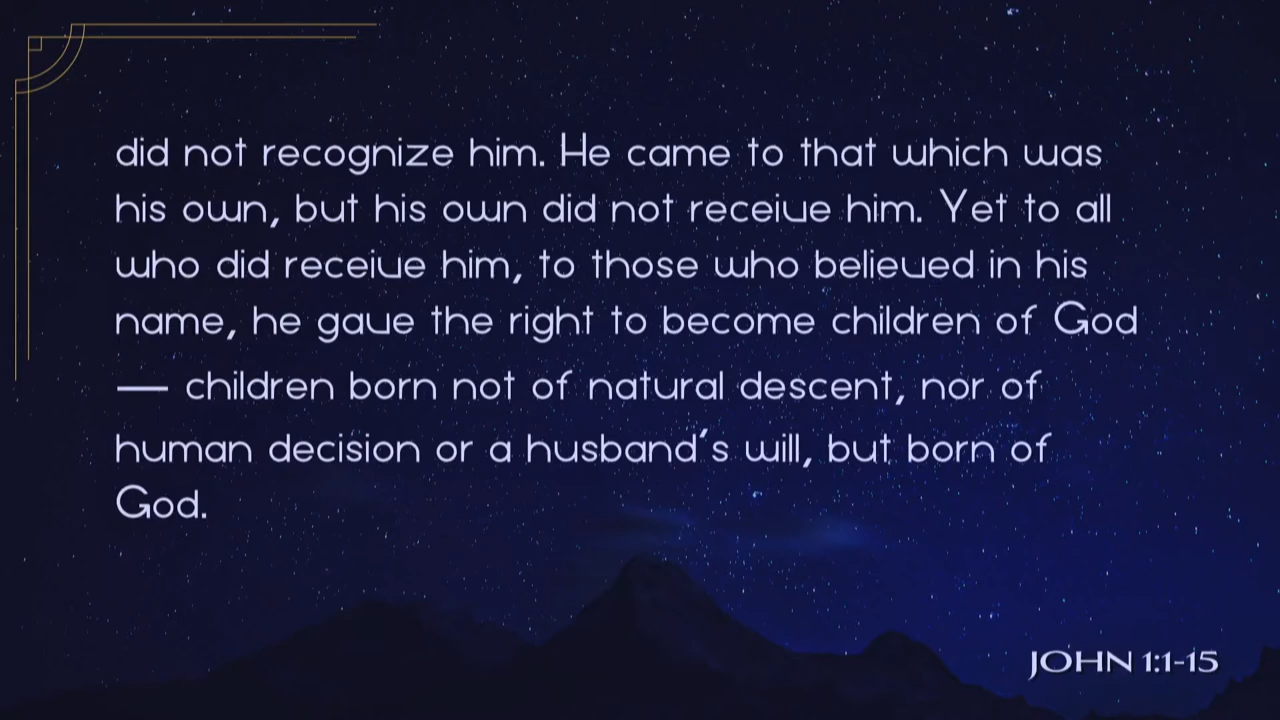 did not recognize him. He came to that which was
his own, but his own did not receive him. Yet to all
who did receive him, to those who believed in his
name, he gave the right to become children of God
— children born not of natural descent, nor of
human decision or a husband's will, but born of
God.
JOHN 1:1-15